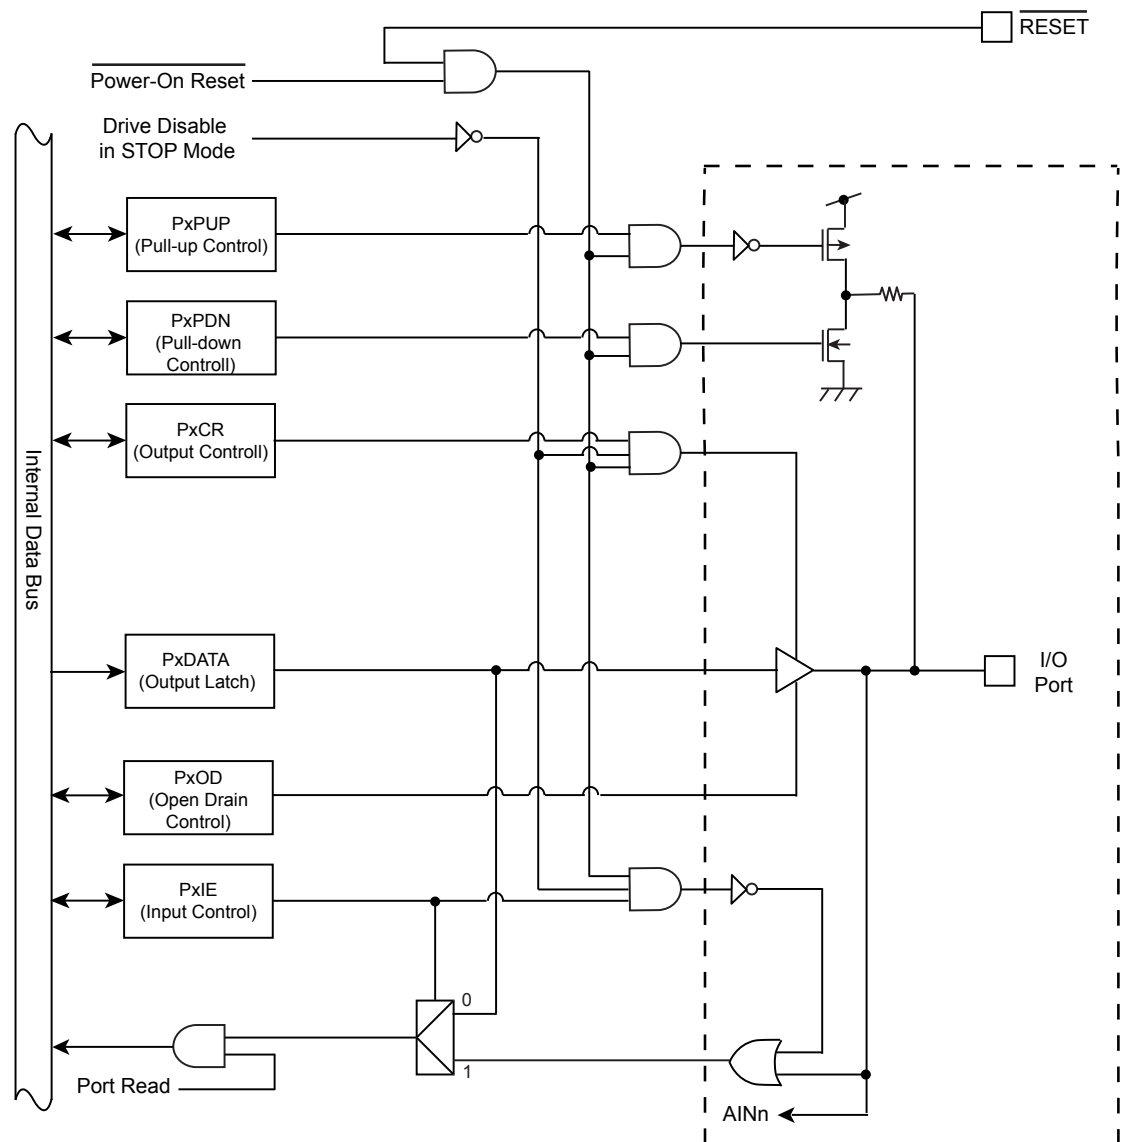 RESET
Power-On Reset
Drive Disable
in STOP Mode
PxPUP
(Pull-up Control)
PxPDN
(Pull-down
Controll)
PxCR
(Output Controll)
Internal Data Bus
PxDATA
(Output Latch)
I/O
Port
PxOD
(Open Drain
Control)
PxIE
(Input Control)
0
1
Port Read
AINn